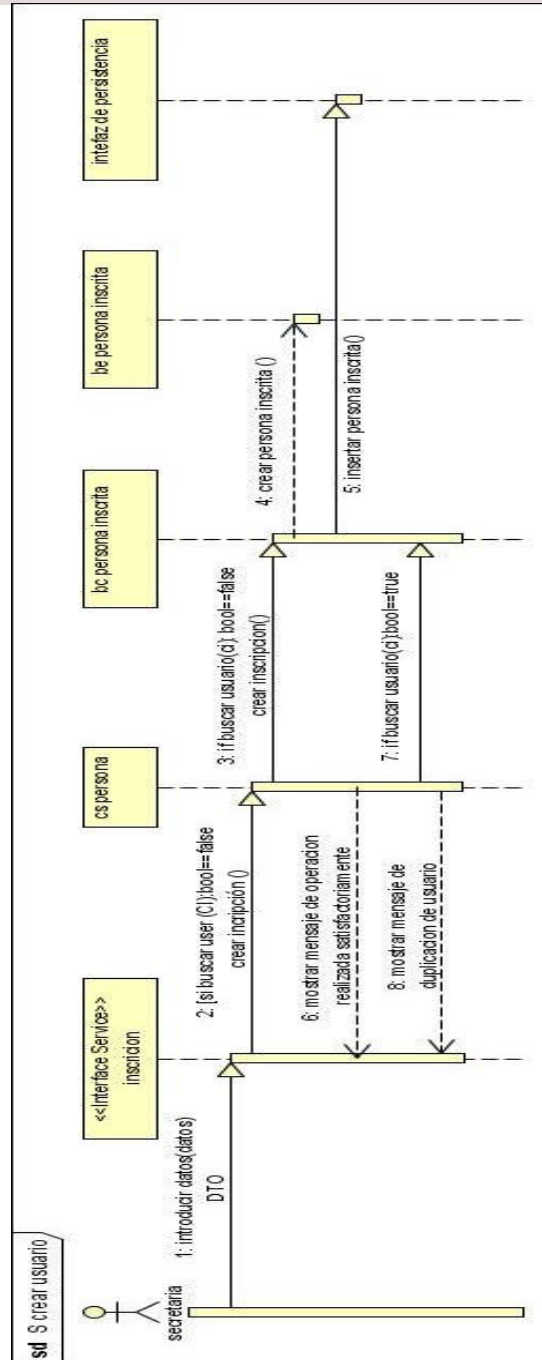 sd S crear usuario
secretaria
<<Interface Service>>
inscricion
cs persona
bc persona inscrita
be persona inscrita
intefaz de persistencia
1: introducir datos(datos)
DTO
2: [si buscar user (CI):bool==false
crear incripción ()
3: if buscar usuario(ci): bool==false
crear inscripcion()
4: crear persona inscrita ()
5: insertar persona inscrita()
6: mostrar mensaje de operacion
realizada satisfactoriamente
7: if buscar usuario(ci):bool==true
8: mostrar mensaje de
duplicacion de usuario